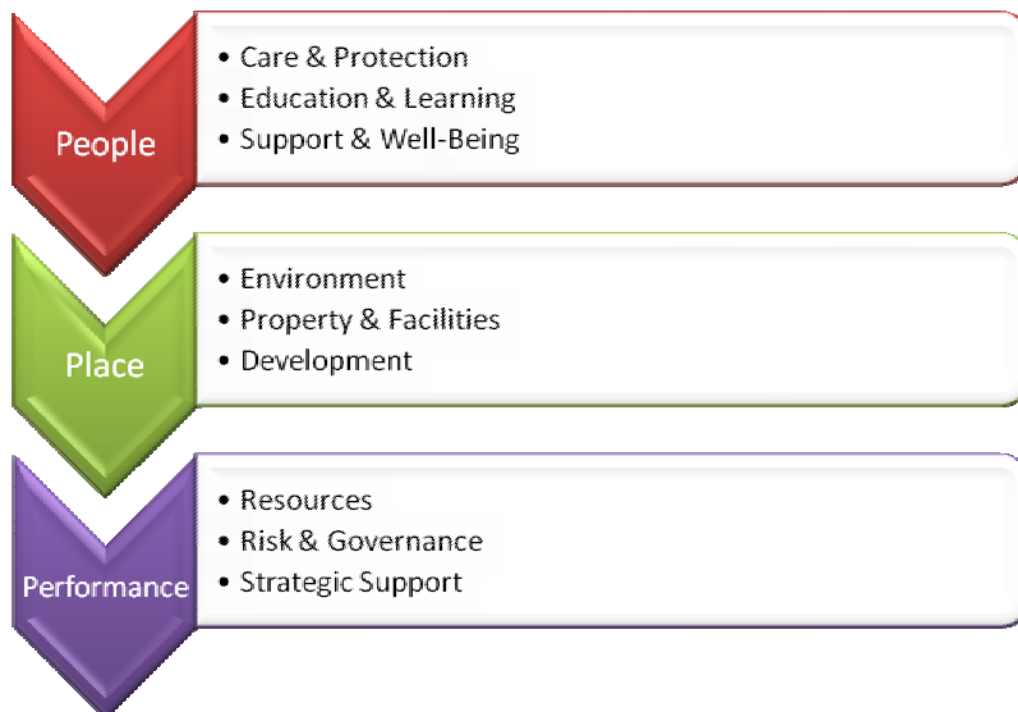 People
• Care & Protection
• Education & Learning
• Support & Well-Being
Place
• Environment
• Property & Facilities
• Development
Performance
• Resources
• Risk & Governance
• Strategic Support